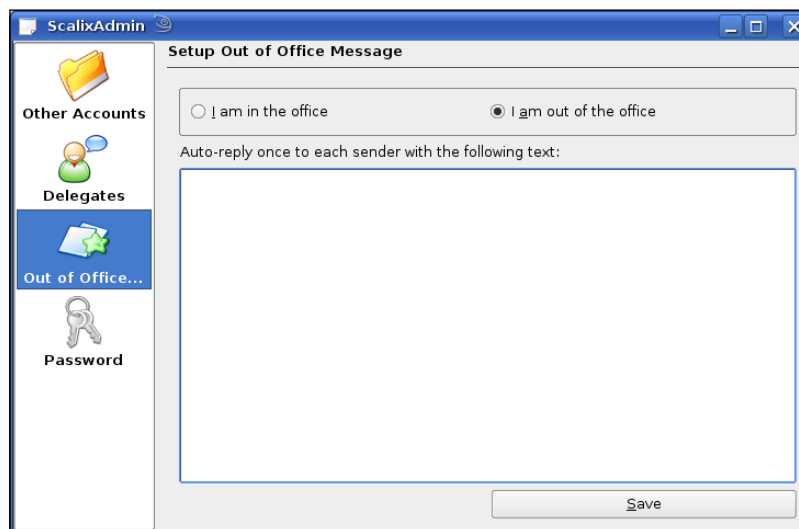 ScalixAdmin
Setup Out of Office Message
Other Accounts
Delegates
Out of Office...
Password
I am in the office
I am out of the office
Auto-reply once to each sender with the following text:
Save